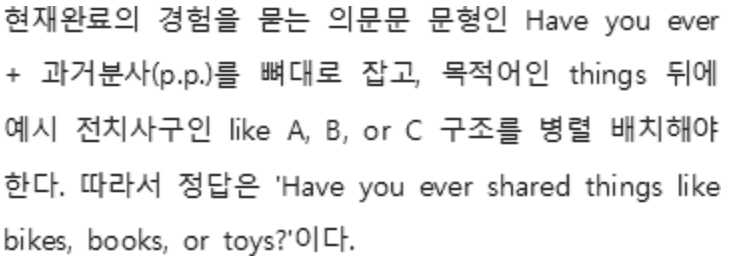 현재완료의 경험을 묻는 의문문 문형인 Have you ever
+ 과거분사(p.p.)를 뼈대로 잡고, 목적어인 things 뒤에
예시 전치사구인 like A, B, or C 구조를 병렬 배치해야
한다. 따라서 정답은 'Have you ever shared things like
bikes, books, or toys?'이다.